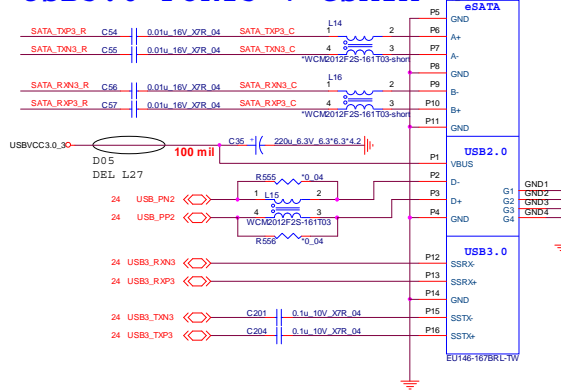 eSATA
P5 GND
L14
SATA_TXP3_R C54 0.01u_16V_X7R_04 SATA_TXP3_C 1 2 P6 A+
SATA_TXN3_R C55 0.01u_16V_X7R_04 SATA_TXN3_C 4 3 P7 A-
*WCM2012F2S-161T03-short
P8 GND
L16
SATA_RXN3_R C56 0.01u_16V_X7R_04 SATA_RXN3_C 1 2 P9 B-
SATA_RXP3_R C57 0.01u_16V_X7R_04 SATA_RXP3_C 4 3 P10 B+
*WCM2012F2S-161T03-short
P11 GND
C35 + 220u_6.3V_6.3*6.3*4.2
USBVCC3.0_3
100 mil
USB2.0
D05
DEL L27
P1 VBUS
R555 *0_04
P2 D-
24 USB_PN2 1 L15 2
P3 D+
24 USB_PP2 4 3
WCM2012F2S-161T03
P4 GND
R556 *0_04
G1 GND1
G2 GND2
G3 GND3
G4 GND4
USB3.0
24 USB3_RXN3 P12 SSRX-
24 USB3_RXP3 P13 SSRX+
P14 GND
24 USB3_TXN3 C201 0.1u_10V_X7R_04 P15 SSTX-
24 USB3_TXP3 C204 0.1u_10V_X7R_04 P16 SSTX+
EU146-167BRL-TW